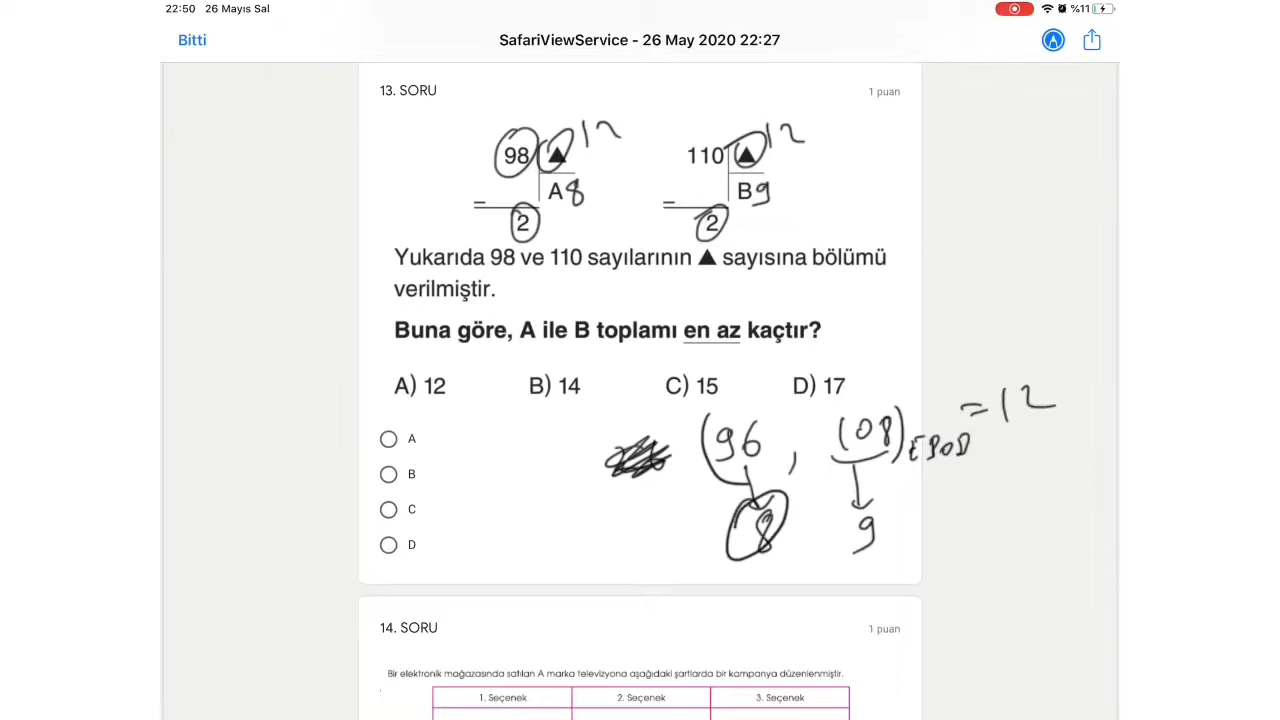 22:50 26 Mayıs Sal
%11
Bitti
SafariViewService - 26 May 2020 22:27
13. SORU
1 puan
98 ▲ 12
110 ▲ 12
A 8
B 9
2
2
Yukarıda 98 ve 110 sayılarının ▲ sayısına bölümü
verilmiştir.
Buna göre, A ile B toplamı en az kaçtır?
A) 12 B) 14 C) 15 D) 17
(96, 108)EBOB = 12
8 9
A
B
C
D
14. SORU
1 puan
Bir elektronik mağazasında satılan A marka televizyona aşağıdaki şartlarda bir kampanya düzenlenmiştir.
1. Seçenek 2. Seçenek 3. Seçenek